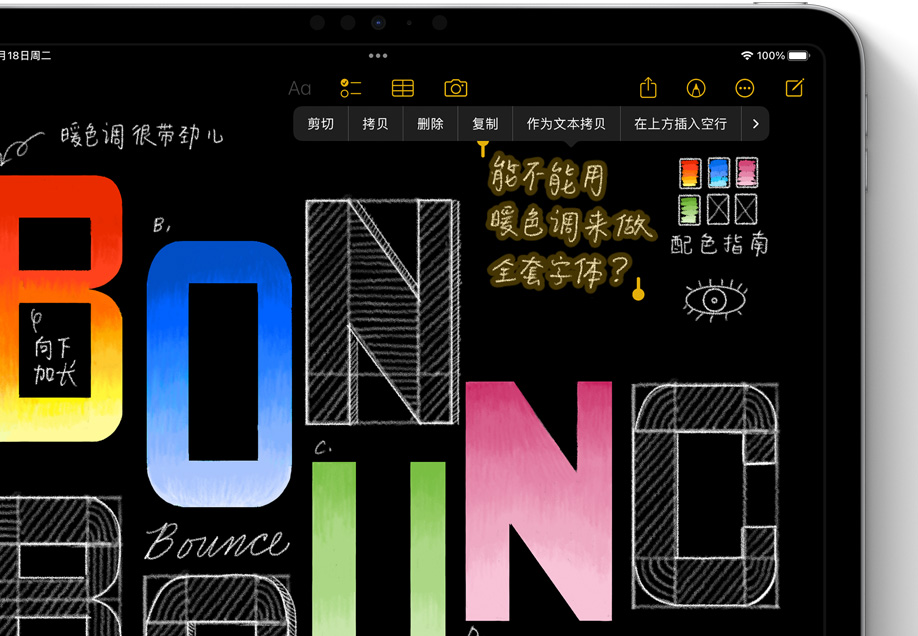 月18日周二
100%
Aa
剪切 拷贝 删除 复制 作为文本拷贝 在上方插入空行
暖色调很带劲儿
能不能用
暖色调来做
全套字体？
配色指南
B
向下
加长
B.
O
N
C.
N
C
Bounce